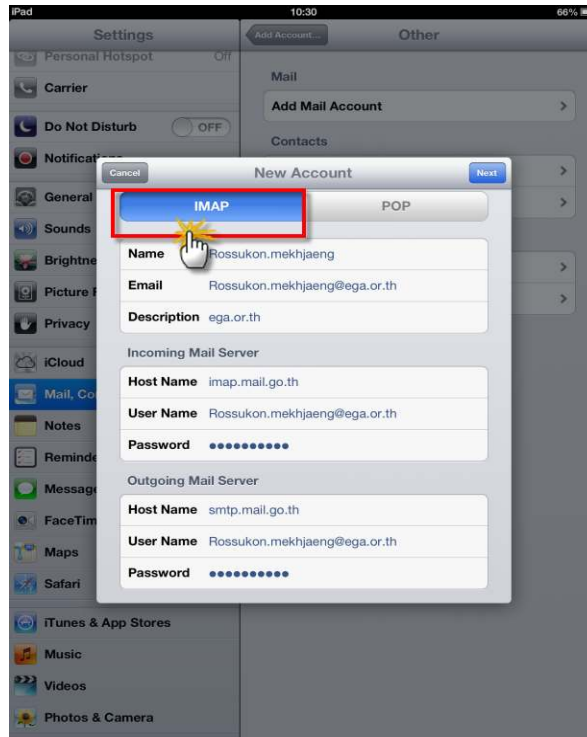 iPad 10:30 66%
Settings
Add Account...
Other
Personal Hotspot Off
Carrier
Do Not Disturb OFF
General
Sounds
Privacy
iCloud
Mail,
Notes
Maps
Safari
iTunes & App Stores
Music
Videos
Photos & Camera
Mail
Add Mail Account
Contacts
Cancel
New Account
Next
IMAP POP
Name Rossukon.mekhjaeng
Email Rossukon.mekhjaeng@ega.or.th
Description ega.or.th
Incoming Mail Server
Host Name imap.mail.go.th
User Name Rossukon.mekhjaeng@ega.or.th
Password ●●●●●●●●●●
Outgoing Mail Server
Host Name smtp.mail.go.th
User Name Rossukon.mekhjaeng@ega.or.th
Password ●●●●●●●●●●